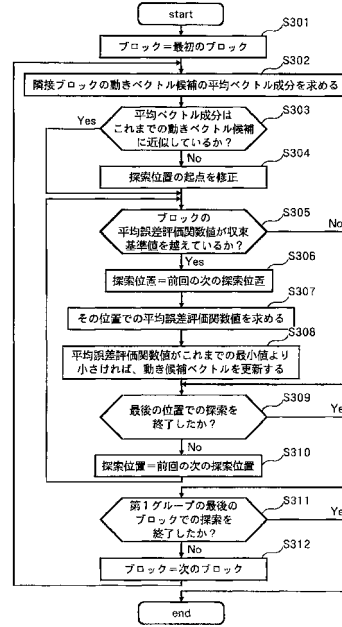 start
S301
ブロック=最初のブロック
S302
隣接ブロックの動きベクトル候補の平均ベクトル成分を求める
S303
平均ベクトル成分は
これまでの動きベクトル候補
に近似しているか？
Yes
No
S304
探索位置の起点を修正
S305
ブロックの
平均誤差評価関数値が収束
基準値を越えているか？
No
Yes
S306
探索位置=前回の次の探索位置
S307
その位置での平均誤差評価関数値を求める
S308
平均誤差評価関数値がこれまでの最小値より
小さければ、動き候補ベクトルを更新する
S309
最後の位置での探索を
終了したか？
Yes
No
S310
探索位置=前回の次の探索位置
S311
第1グループの最後の
ブロックでの探索を
終了したか？
Yes
No
S312
ブロック=次のブロック
end